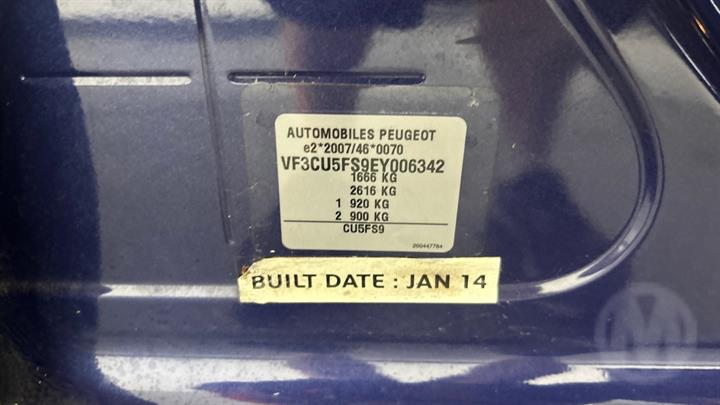 AUTOMOBILES PEUGEOT
e2*2007/46*0070
VF3CU5FS9EY006342
1666 KG
2616 KG
1 920 KG
2 900 KG
CU5FS9
200447784
BUILT DATE : JAN 14
M